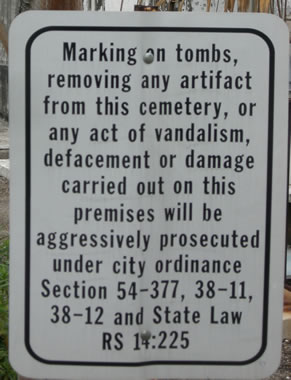 Marking on tombs,
removing any artifact
from this cemetery, or
any act of vandalism,
defacement or damage
carried out on this
premises will be
aggressively prosecuted
under city ordinance
Section 54-377, 38-11,
38-12 and State Law
RS 14:225